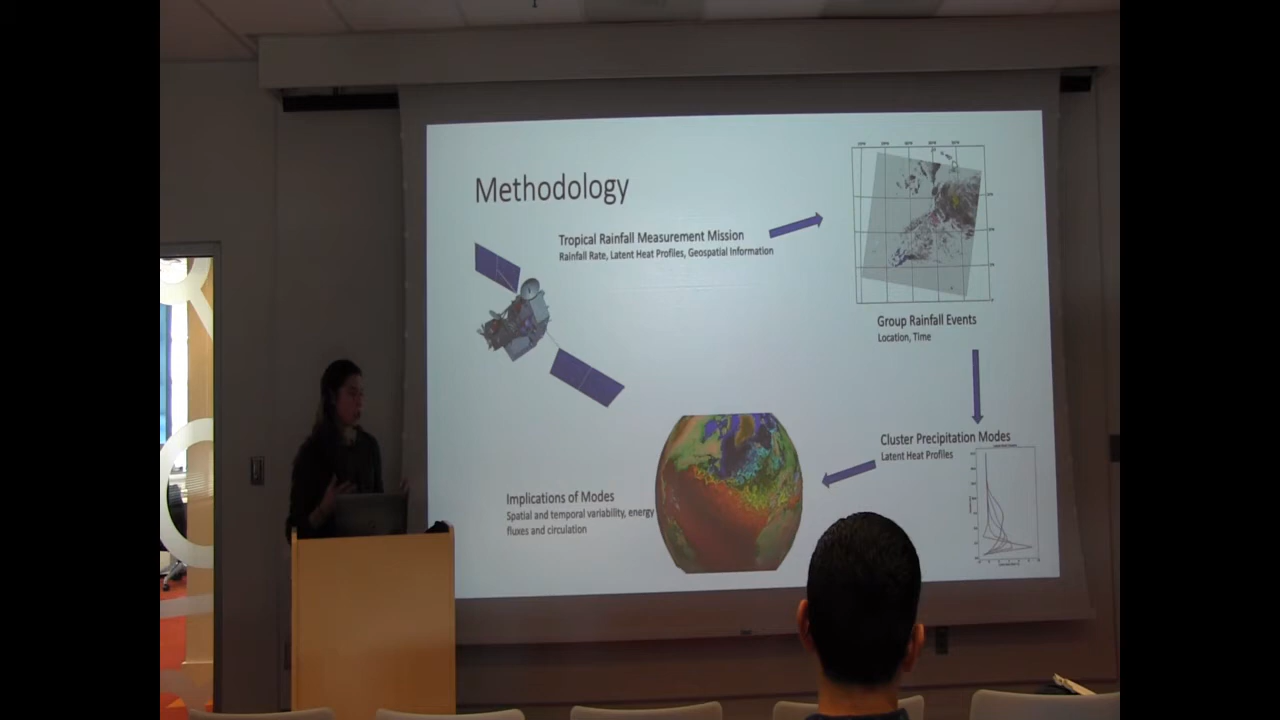 Methodology
Tropical Rainfall Measurement Mission
Rainfall Rate, Latent Heat Profiles, Geospatial Information
Group Rainfall Events
Location, Time
Cluster Precipitation Modes
Latent Heat Profiles
Implications of Modes
Spatial and temporal variability, energy
fluxes and circulation